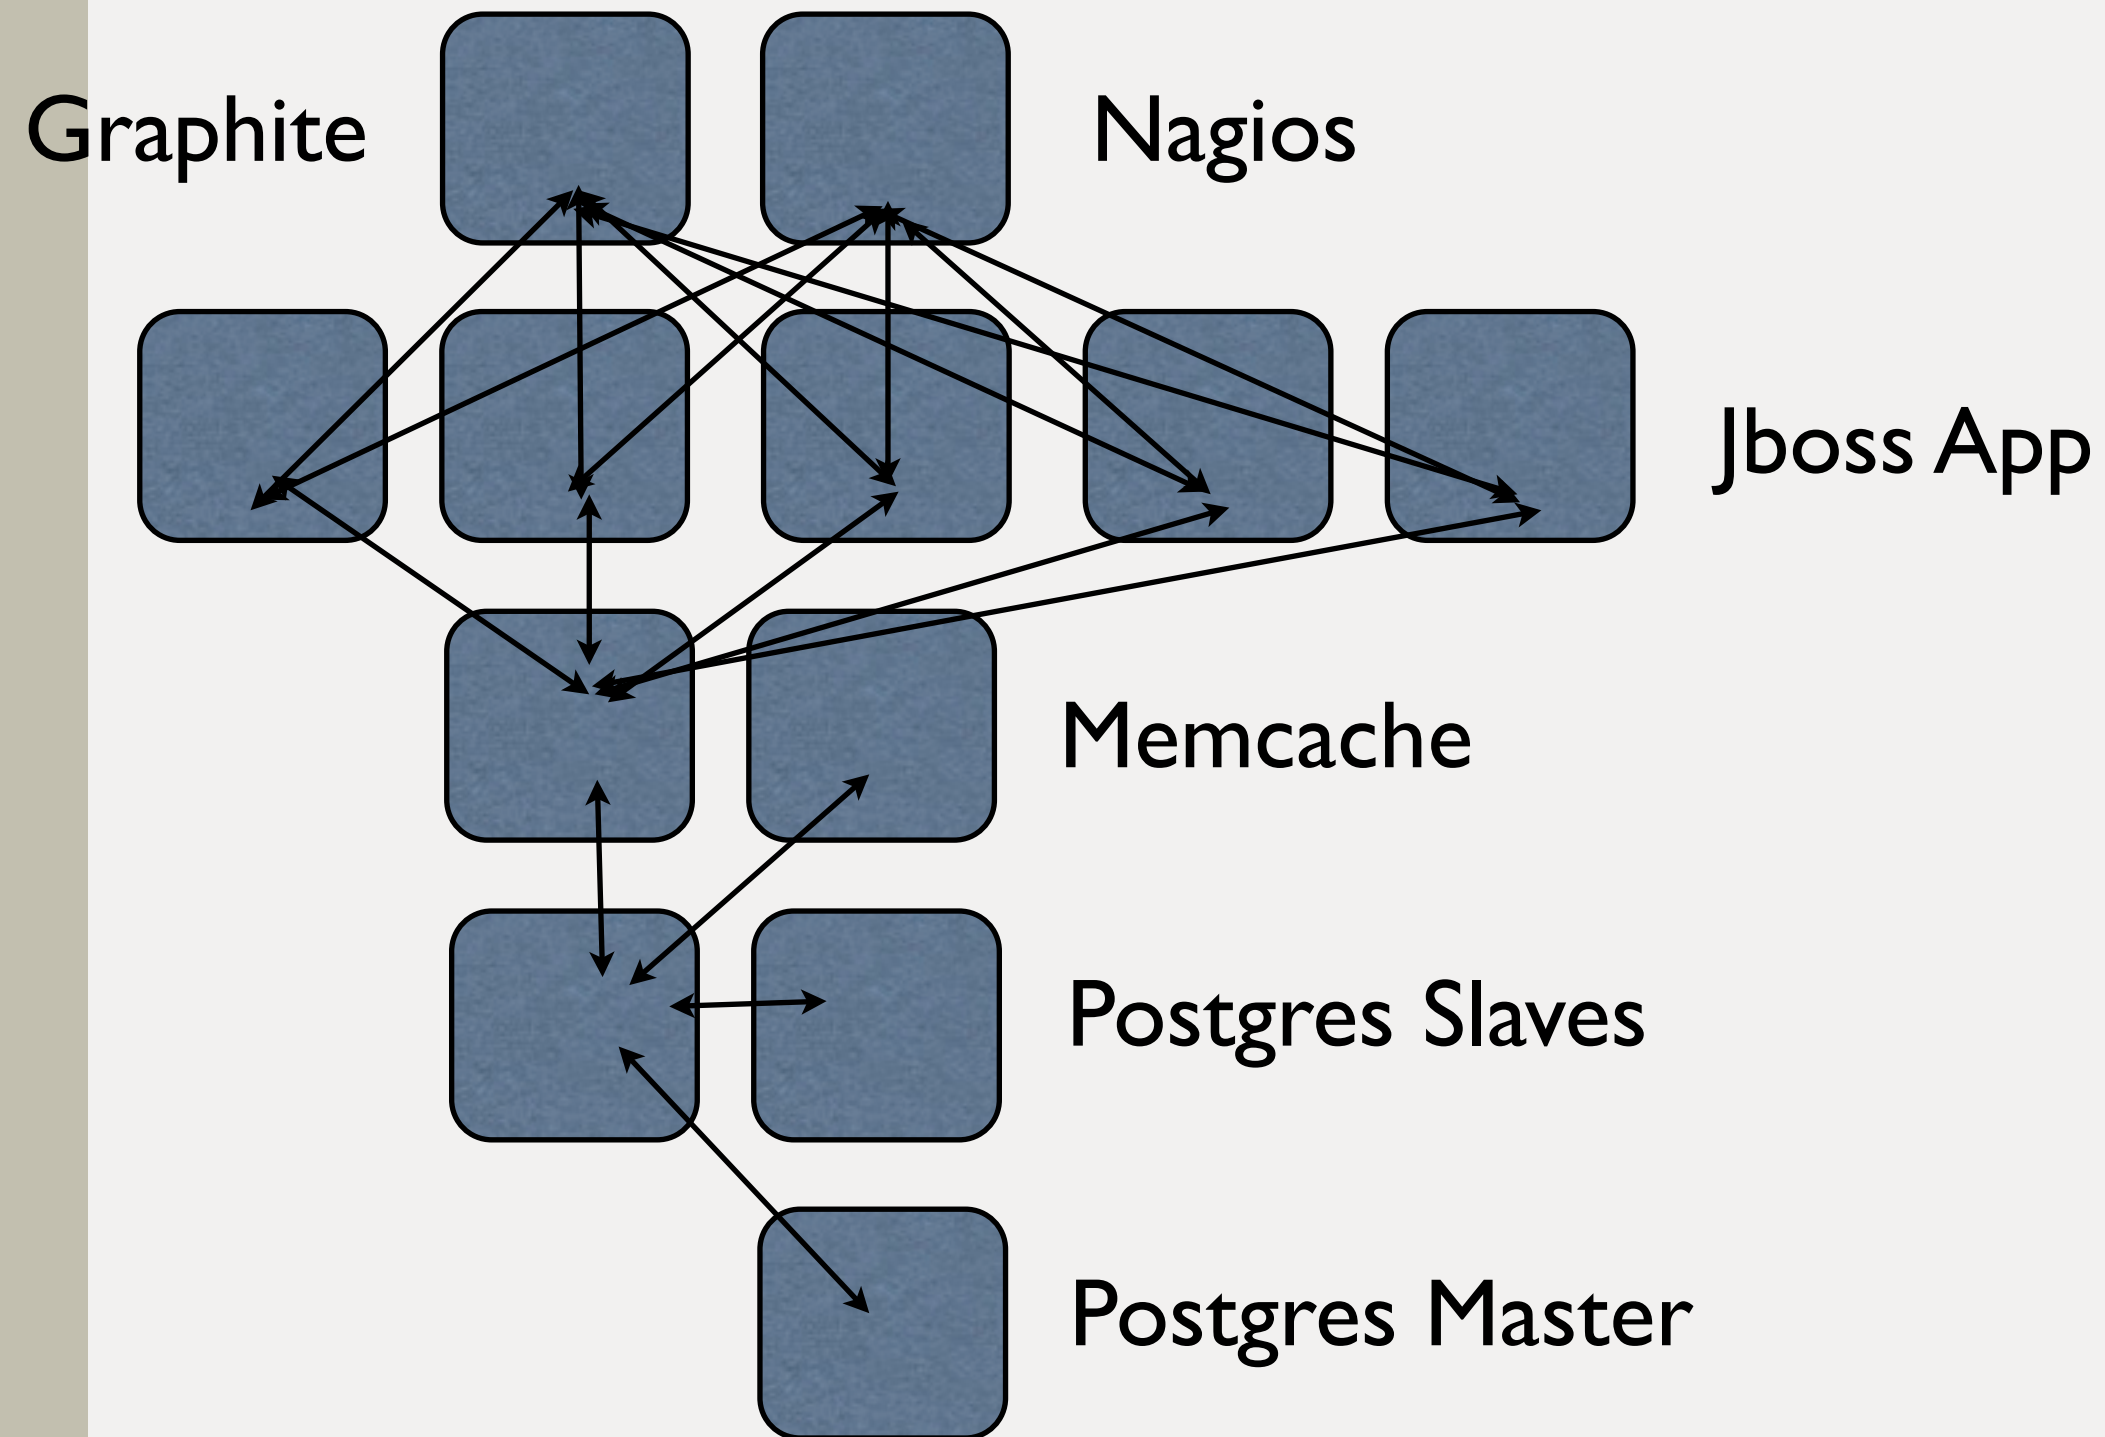 Graphite
Nagios
Jboss App
Memcache
Postgres Slaves
Postgres Master